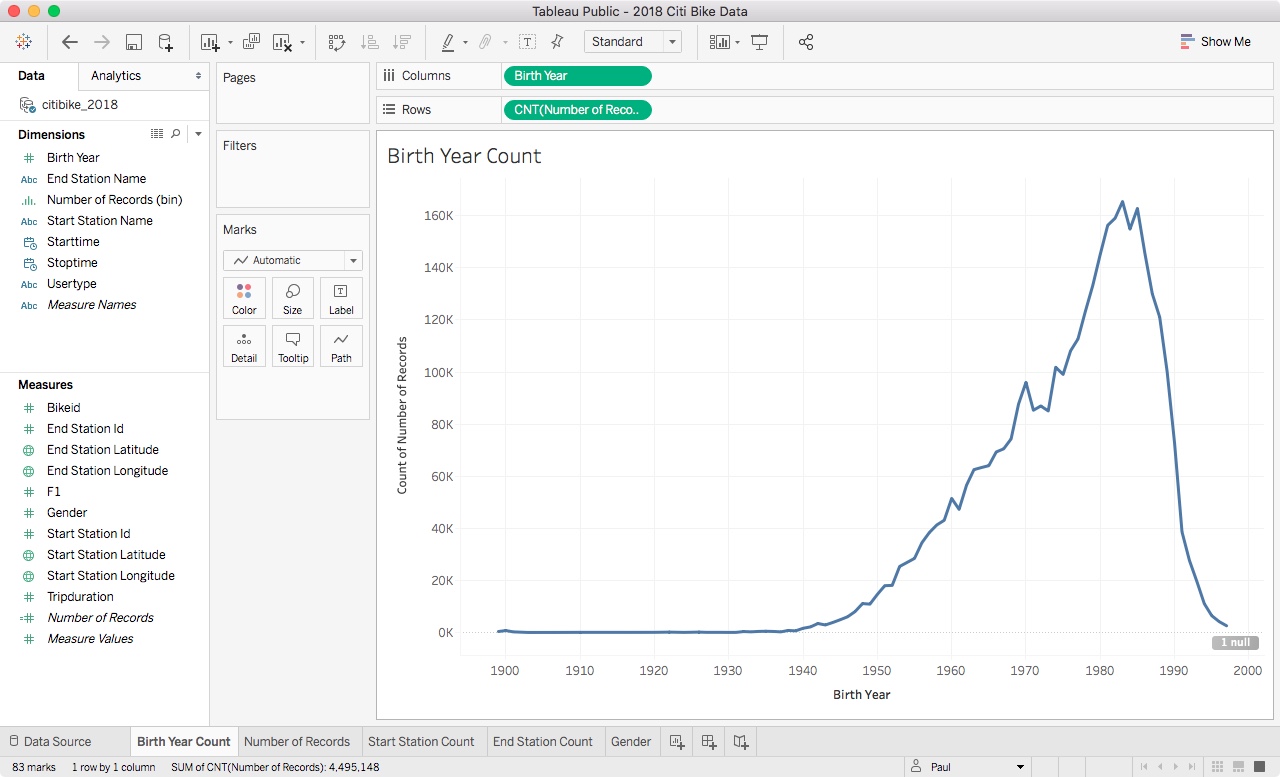 Tableau Public - 2018 Citi Bike Data
Standard
Show Me
Data
Analytics
citibike_2018
Dimensions
Birth Year
Abc End Station Name
Number of Records (bin)
Abc Start Station Name
Starttime
Stoptime
Abc Usertype
Abc Measure Names
Measures
Bikeid
End Station Id
End Station Latitude
End Station Longitude
F1
Gender
Start Station Id
Start Station Latitude
Start Station Longitude
Tripduration
Number of Records
Measure Values
Pages
Filters
Marks
Automatic
Color Size Label
Detail Tooltip Path
Columns Birth Year
Rows CNT(Number of Reco..
Birth Year Count
160K
140K
120K
100K
80K
60K
40K
20K
0K
Count of Number of Records
1 null
1900 1910 1920 1930 1940 1950 1960 1970 1980 1990 2000
Birth Year
Data Source Birth Year Count Number of Records Start Station Count End Station Count Gender
83 marks 1 row by 1 column SUM of CNT(Number of Records): 4,495,148 Paul